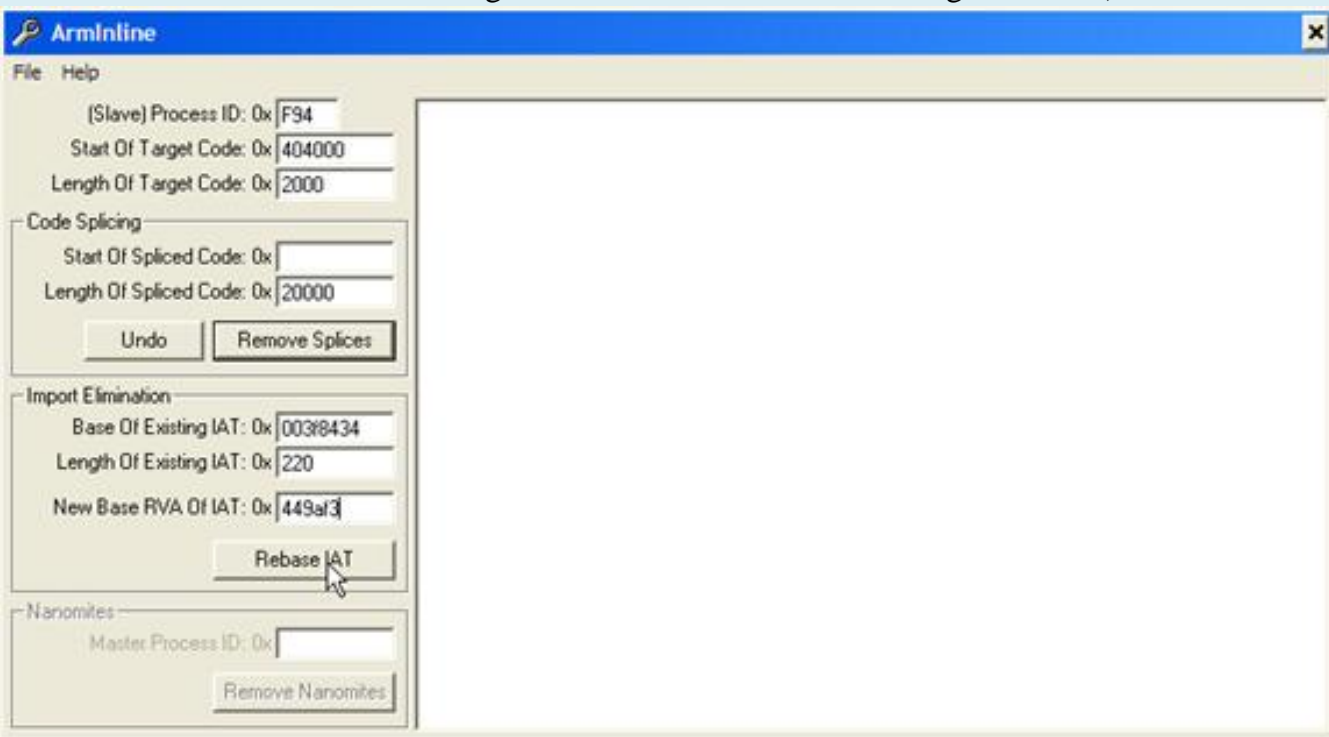 ArmInline
File Help
(Slave) Process ID: 0x F94
Start Of Target Code: 0x 404000
Length Of Target Code: 0x 2000
Code Splicing
Start Of Spliced Code: 0x
Length Of Spliced Code: 0x 20000
Undo Remove Splices
Import Elimination
Base Of Existing IAT: 0x 003f8434
Length Of Existing IAT: 0x 220
New Base RVA Of IAT: 0x 449af3
Rebase IAT
Nanomites
Master Process ID: 0x
Remove Nanomites